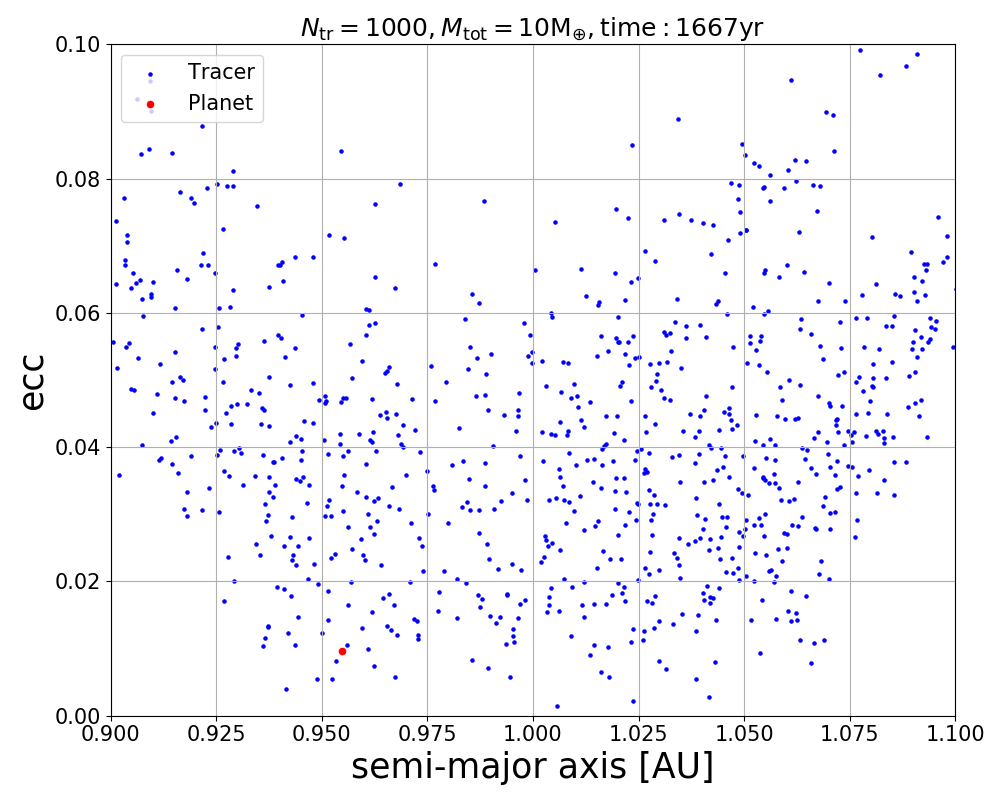 N_tr = 1000, M_tot = 10M_⊕, time : 1667yr
0.10
0.08
0.06
0.04
0.02
0.00
ecc
Tracer
Planet
0.900 0.925 0.950 0.975 1.000 1.025 1.050 1.075 1.100
semi-major axis [AU]